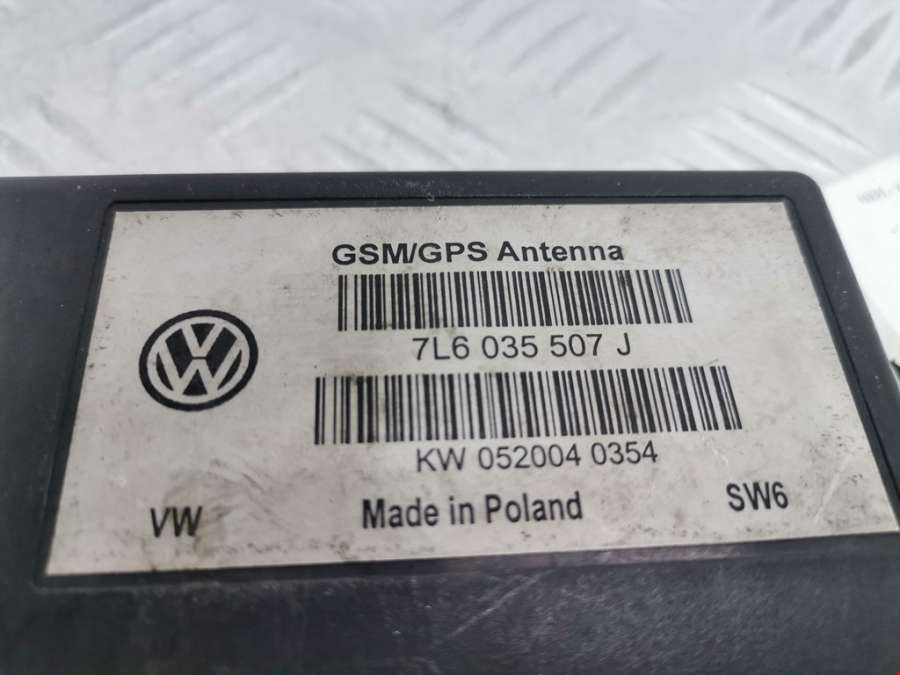 GSM/GPS Antenna
7L6 035 507 J
KW 052004 0354
VW Made in Poland SW6